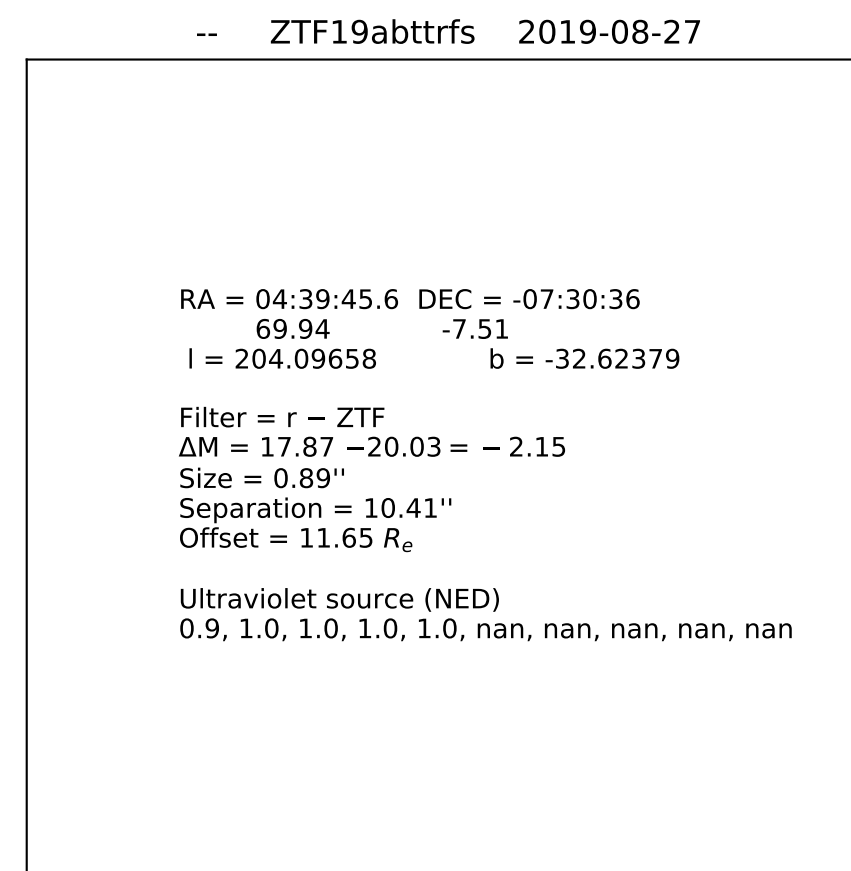 -- ZTF19abttrfs 2019-08-27
RA = 04:39:45.6 DEC = -07:30:36
69.94 -7.51
l = 204.09658 b = -32.62379
Filter = r − ZTF
ΔM = 17.87 −20.03 = − 2.15
Size = 0.89''
Separation = 10.41''
Offset = 11.65 Re
Ultraviolet source (NED)
0.9, 1.0, 1.0, 1.0, 1.0, nan, nan, nan, nan, nan